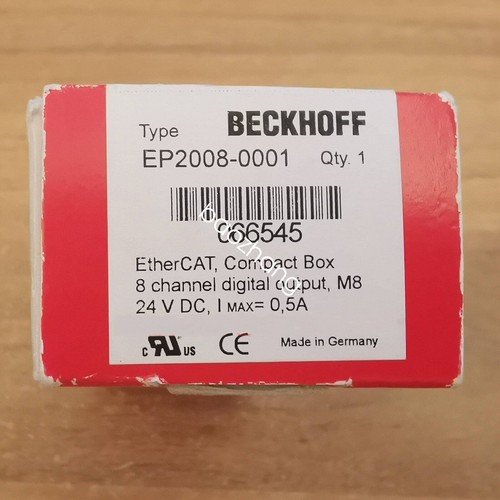 Type BECKHOFF
EP2008-0001 Qty. 1
066545
EtherCAT, Compact Box
8 channel digital output, M8
24 V DC, I MAX= 0,5A
c RU US CE Made in Germany